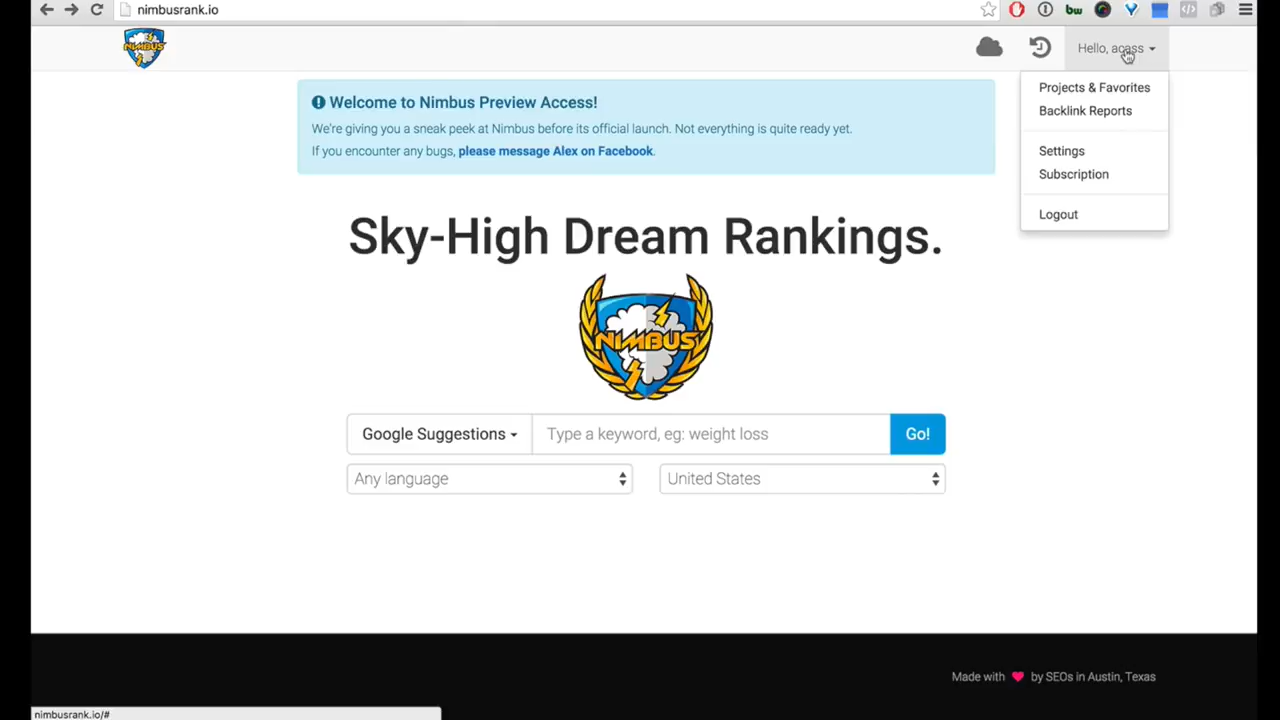 nimbusrank.io
bw
NIMBUS
Hello, acass
Projects & Favorites
Backlink Reports
Settings
Subscription
Logout
Welcome to Nimbus Preview Access!
We're giving you a sneak peek at Nimbus before its official launch. Not everything is quite ready yet.
If you encounter any bugs, please message Alex on Facebook.
Sky-High Dream Rankings.
NIMBUS
Google Suggestions
Type a keyword, eg: weight loss
Go!
Any language
United States
Made with ♥ by SEOs in Austin, Texas
nimbusrank.io/#